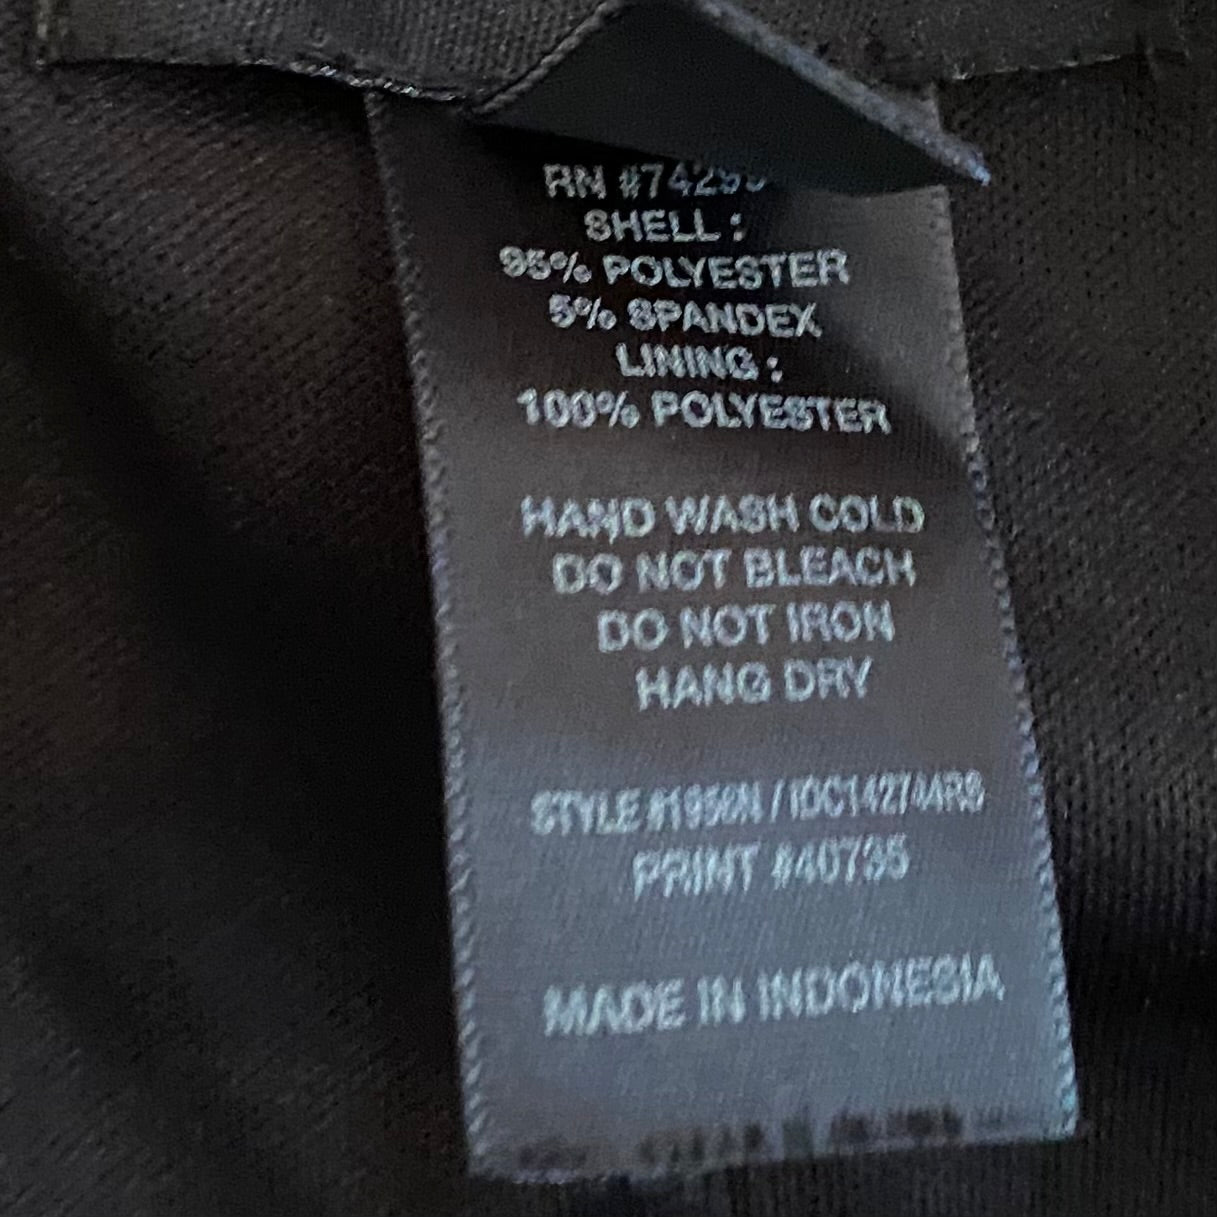 RN
SHELL :
95% POLYESTER
5% SPANDEX
LINING :
100% POLYESTER
HAND WASH COLD
DO NOT BLEACH
DO NOT IRON
HANG DRY
STYLE
PRINT #40735
MADE IN INDONESIA